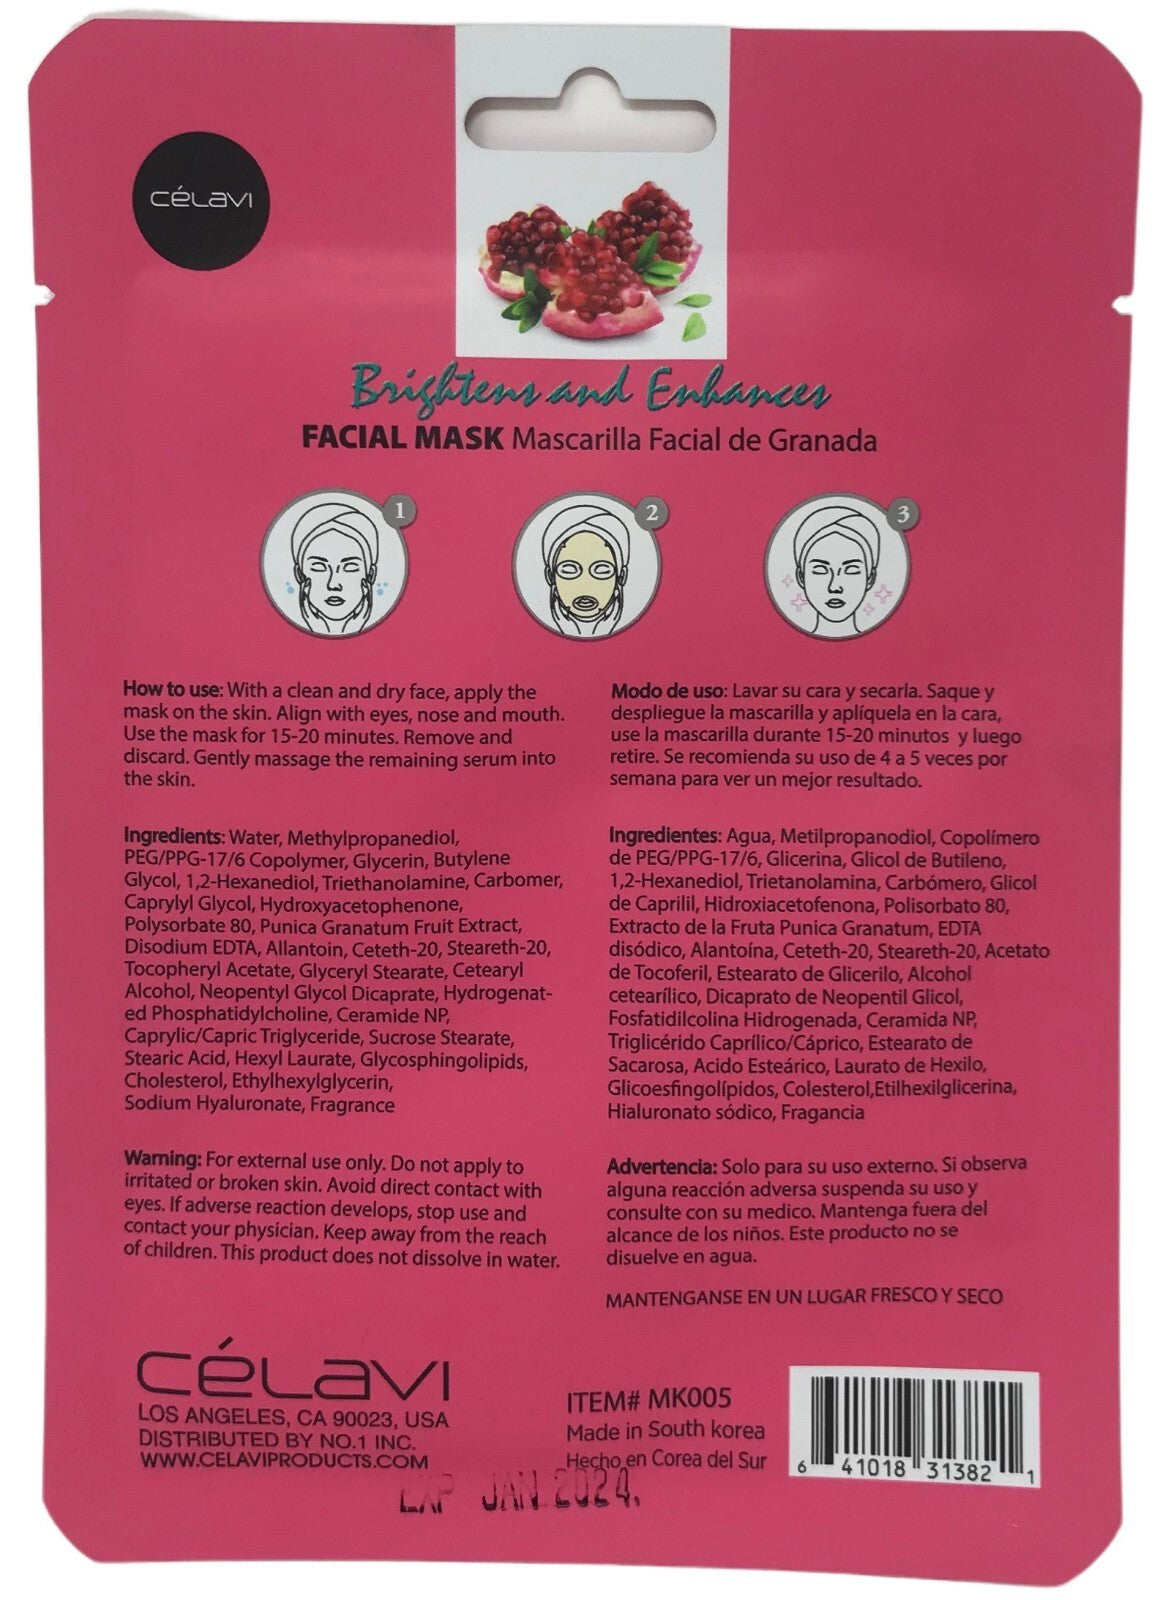 CÉLAVI
Brightens and Enhances
FACIAL MASK Mascarilla Facial de Granada
1
2
3
How to use: With a clean and dry face, apply the
mask on the skin. Align with eyes, nose and mouth.
Use the mask for 15-20 minutes. Remove and
discard. Gently massage the remaining serum into
the skin.
Modo de uso: Lavar su cara y secarla. Saque y
despliegue la mascarilla y aplíquela en la cara,
use la mascarilla durante 15-20 minutos y luego
retire. Se recomienda su uso de 4 a 5 veces por
semana para ver un mejor resultado.
Ingredients: Water, Methylpropanediol,
PEG/PPG-17/6 Copolymer, Glycerin, Butylene
Glycol, 1,2-Hexanediol, Triethanolamine, Carbomer,
Caprylyl Glycol, Hydroxyacetophenone,
Polysorbate 80, Punica Granatum Fruit Extract,
Disodium EDTA, Allantoin, Ceteth-20, Steareth-20,
Tocopheryl Acetate, Glyceryl Stearate, Cetearyl
Alcohol, Neopentyl Glycol Dicaprate, Hydrogenat-
ed Phosphatidylcholine, Ceramide NP,
Caprylic/Capric Triglyceride, Sucrose Stearate,
Stearic Acid, Hexyl Laurate, Glycosphingolipids,
Cholesterol, Ethylhexylglycerin,
Sodium Hyaluronate, Fragrance
Ingredientes: Agua, Metilpropanodiol, Copolímero
de PEG/PPG-17/6, Glicerina, Glicol de Butileno,
1,2-Hexanediol, Trietanolamina, Carbómero, Glicol
de Caprilil, Hidroxiacetofenona, Polisorbato 80,
Extracto de la Fruta Punica Granatum, EDTA
disódico, Alantoína, Ceteth-20, Steareth-20, Acetato
de Tocoferil, Estearato de Glicerilo, Alcohol
cetearílico, Dicaprato de Neopentil Glicol,
Fosfatidilcolina Hidrogenada, Ceramida NP,
Triglicérido Caprílico/Cáprico, Estearato de
Sacarosa, Acido Esteárico, Laurato de Hexilo,
Glicoesfingolípidos, Colesterol,Etilhexilglicerina,
Hialuronato sódico, Fragancia
Warning: For external use only. Do not apply to
irritated or broken skin. Avoid direct contact with
eyes. If adverse reaction develops, stop use and
contact your physician. Keep away from the reach
of children. This product does not dissolve in water.
Advertencia: Solo para su uso externo. Si observa
alguna reacción adversa suspenda su uso y
consulte con su medico. Mantenga fuera del
alcance de los niños. Este producto no se
disuelve en agua.
MANTENGANSE EN UN LUGAR FRESCO Y SECO
CÉLAVI
LOS ANGELES, CA 90023, USA
DISTRIBUTED BY NO.1 INC.
WWW.CELAVIPRODUCTS.COM
ITEM# MK005
Made in South korea
Hecho en Corea del Sur
6 41018 31382 1
EXP JAN.2024.